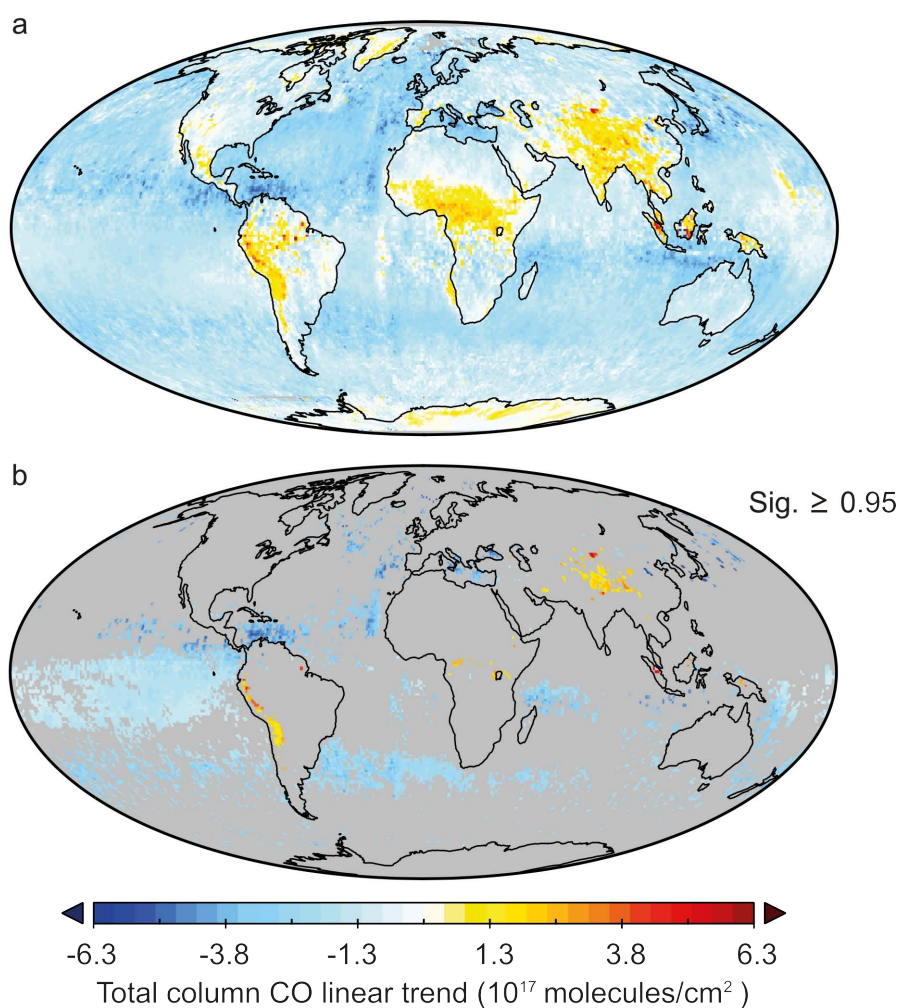 a
b
Sig. ≥ 0.95
-6.3 -3.8 -1.3 1.3 3.8 6.3
Total column CO linear trend (10¹⁷ molecules/cm² )